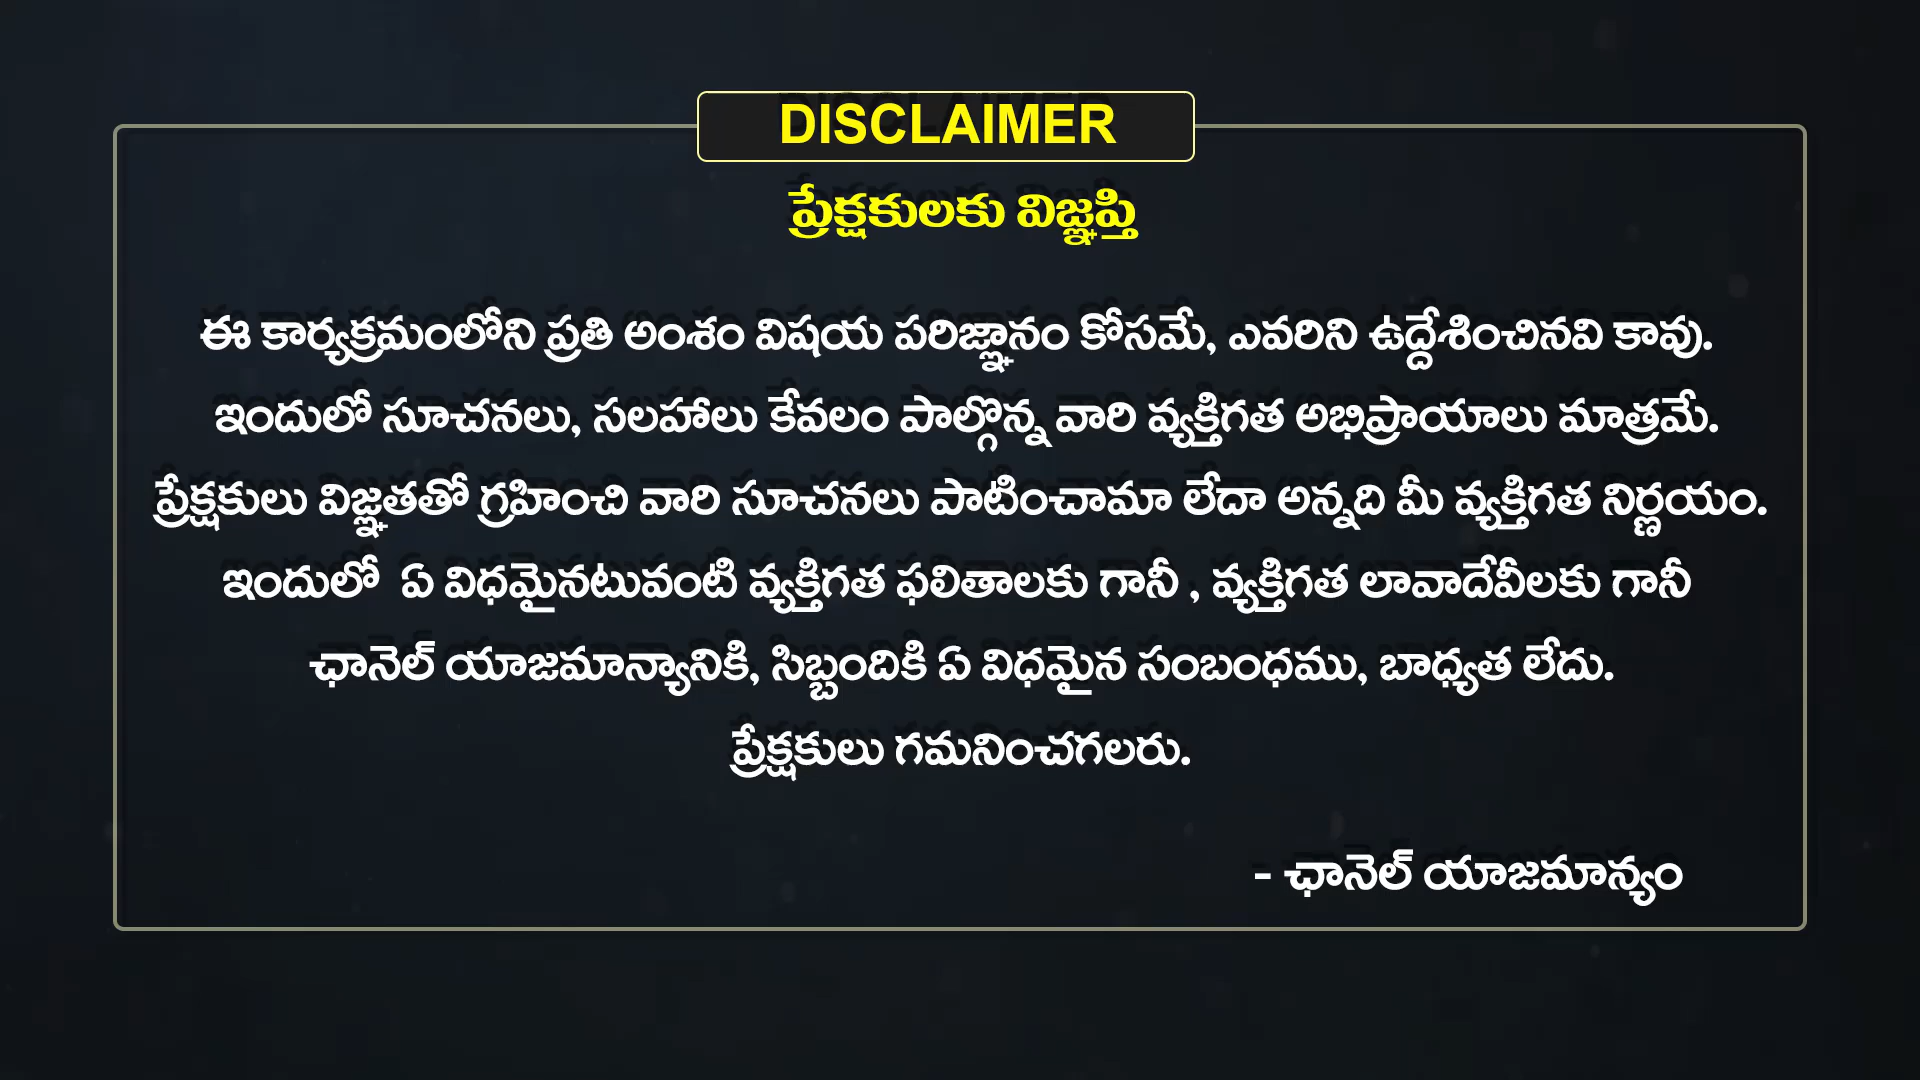 DISCLAIMER
ప్రేక్షకులకు విజ్ఞప్తి
ఈ కార్యక్రమంలోని ప్రతి అంశం విషయ పరిజ్ఞానం కోసమే, ఎవరిని ఉద్దేశించినవి కావు.
ఇందులో సూచనలు, సలహాలు కేవలం పాల్గొన్న వారి వ్యక్తిగత అభిప్రాయాలు మాత్రమే.
ప్రేక్షకులు విజ్ఞతతో గ్రహించి వారి సూచనలు పాటించామా లేదా అన్నది మీ వ్యక్తిగత నిర్ణయం.
ఇందులో ఏ విధమైనటువంటి వ్యక్తిగత ఫలితాలకు గానీ , వ్యక్తిగత లావాదేవీలకు గానీ
ఛానెల్ యాజమాన్యానికి, సిబ్బందికి ఏ విధమైన సంబంధము, బాధ్యత లేదు.
ప్రేక్షకులు గమనించగలరు.
- ఛానెల్ యాజమాన్యం